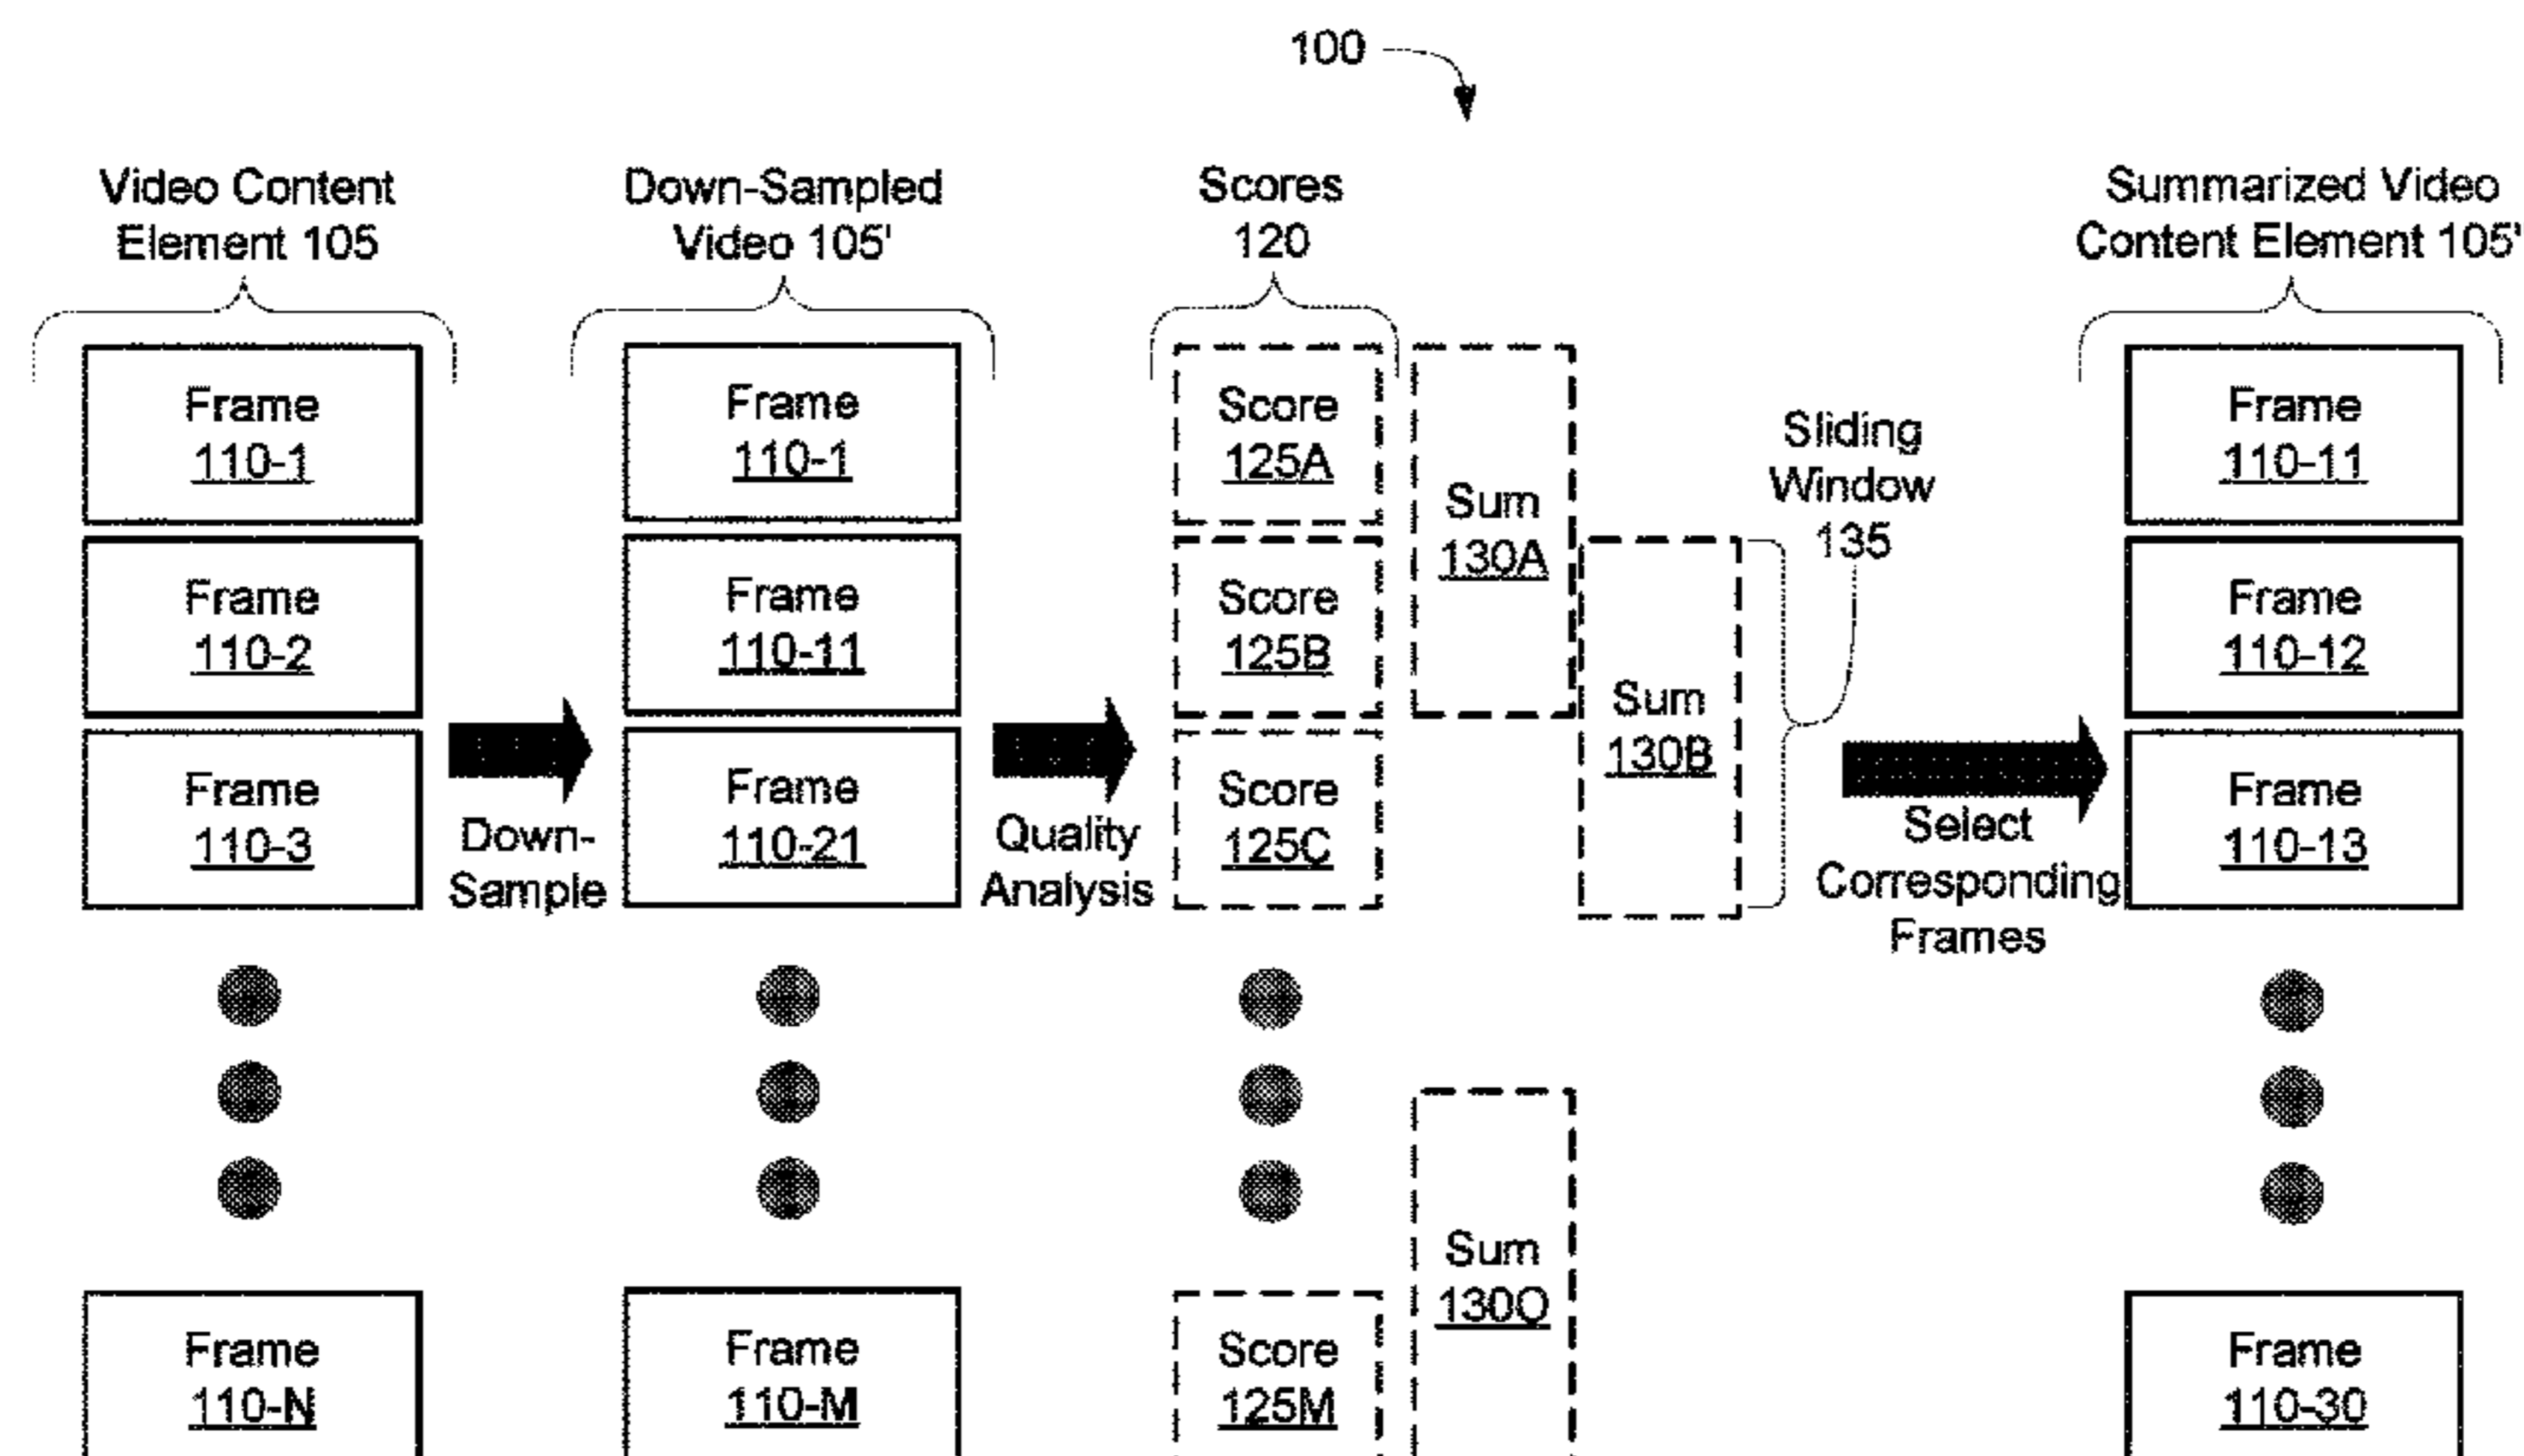 100
Video Content
Element 105
Down-Sampled
Video 105'
Scores
120
Summarized Video
Content Element 105'
Frame
110-1
Frame
110-2
Frame
110-3
Frame
110-N
Down-
Sample
Frame
110-1
Frame
110-11
Frame
110-21
Frame
110-M
Quality
Analysis
Score
125A
Score
125B
Score
125C
Score
125M
Sum
130A
Sum
130B
Sum
130O
Sliding
Window
135
Select
Corresponding
Frames
Frame
110-11
Frame
110-12
Frame
110-13
Frame
110-30